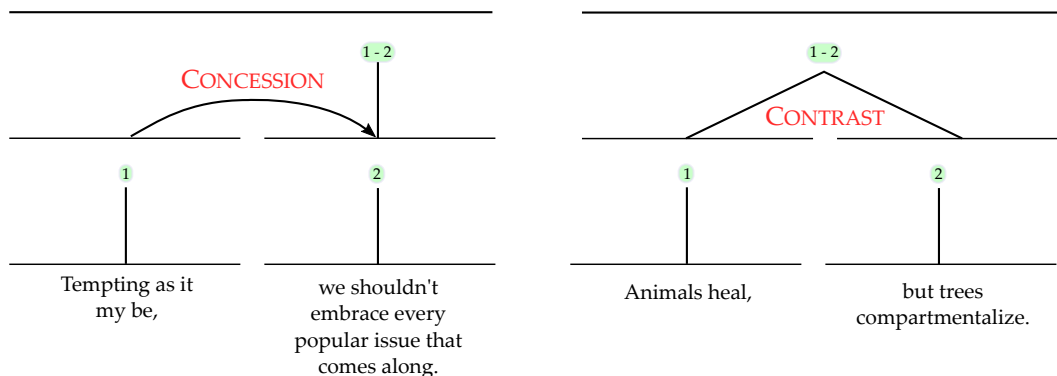 1 - 2
CONCESSION
1
2
Tempting as it
my be,
we shouldn't
embrace every
popular issue that
comes along.
1 - 2
CONTRAST
1
2
Animals heal,
but trees
compartmentalize.